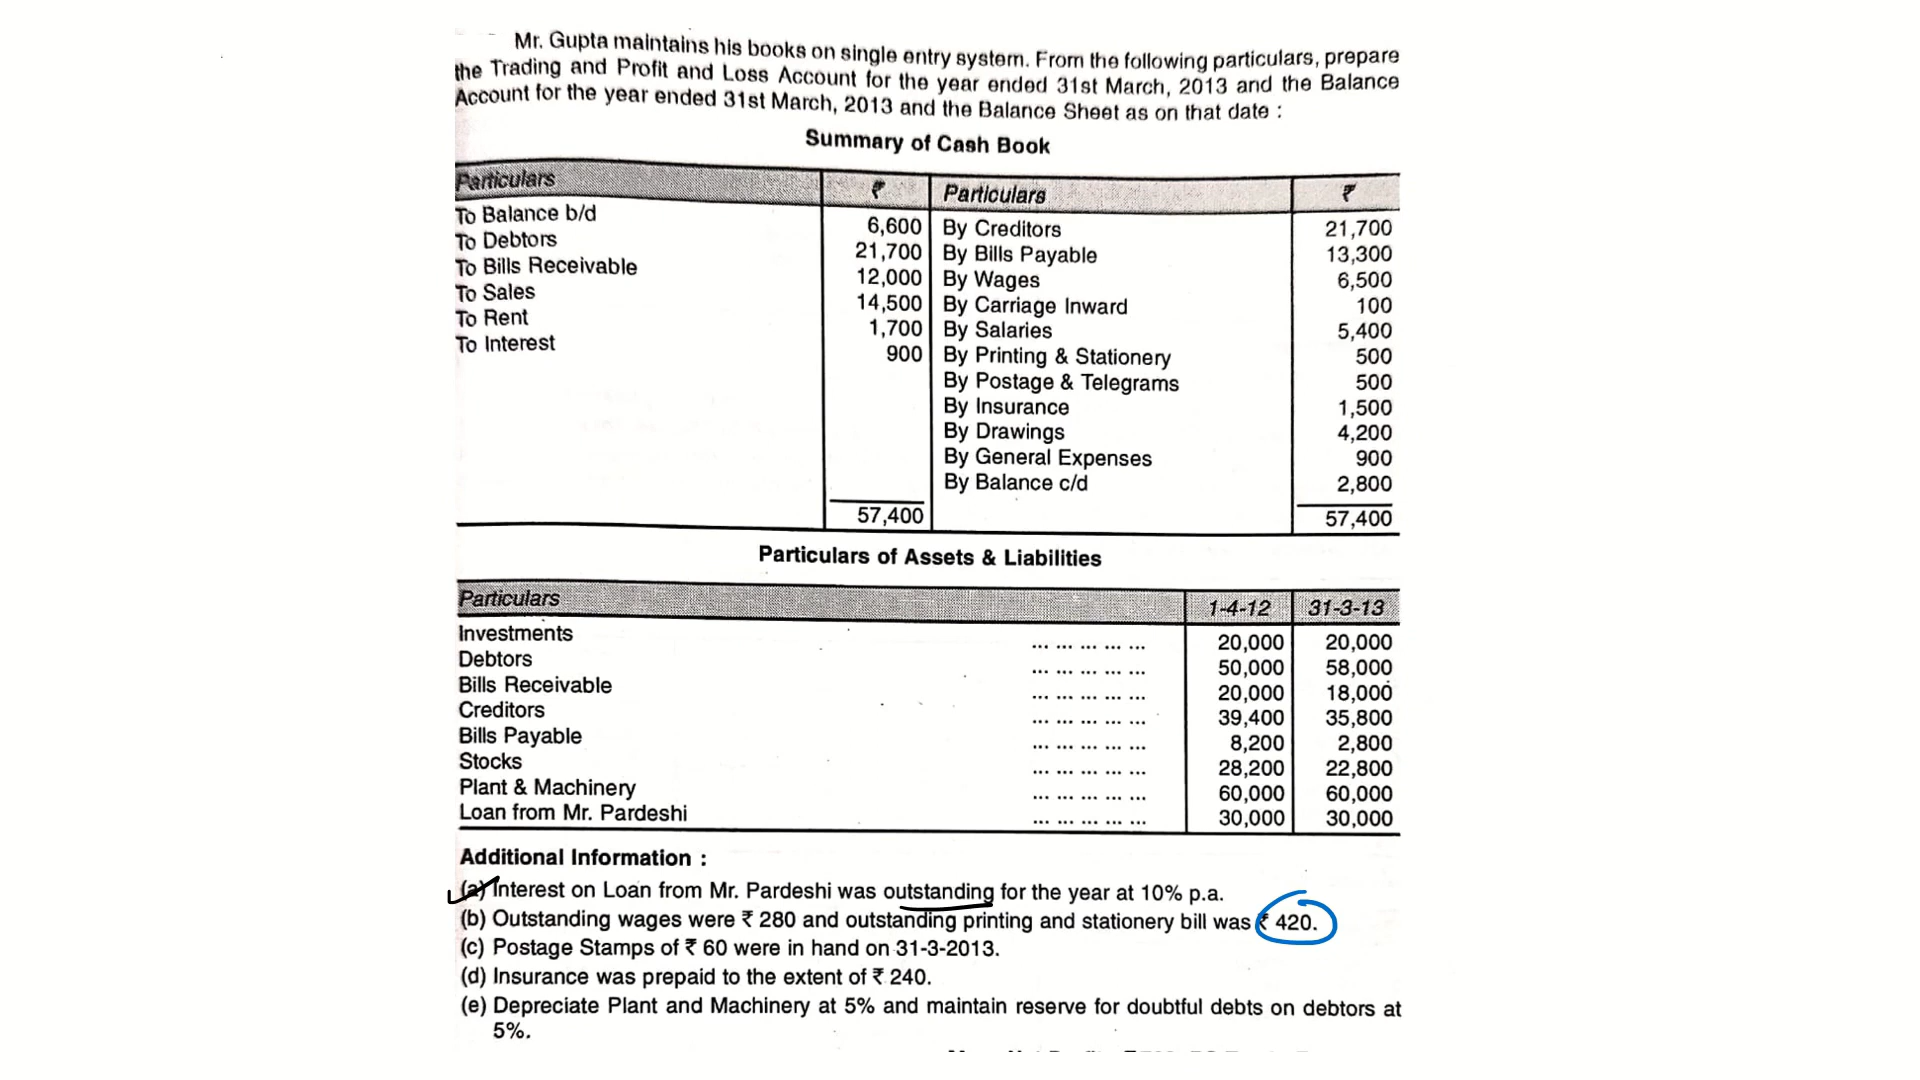 Mr. Gupta maintains his books on single entry system. From the following particulars, prepare
the Trading and Profit and Loss Account for the year ended 31st March, 2013 and the Balance
Account for the year ended 31st March, 2013 and the Balance Sheet as on that date :
Summary of Cash Book
Particulars ₹ Particulars ₹
To Balance b/d 6,600 By Creditors 21,700
To Debtors 21,700 By Bills Payable 13,300
To Bills Receivable 12,000 By Wages 6,500
To Sales 14,500 By Carriage Inward 100
To Rent 1,700 By Salaries 5,400
To Interest 900 By Printing & Stationery 500
By Postage & Telegrams 500
By Insurance 1,500
By Drawings 4,200
By General Expenses 900
By Balance c/d 2,800
57,400 57,400
Particulars of Assets & Liabilities
Particulars 1-4-12 31-3-13
Investments ... ... ... ... ... 20,000 20,000
Debtors ... ... ... ... ... 50,000 58,000
Bills Receivable ... ... ... ... ... 20,000 18,000
Creditors ... ... ... ... ... 39,400 35,800
Bills Payable ... ... ... ... ... 8,200 2,800
Stocks ... ... ... ... ... 28,200 22,800
Plant & Machinery ... ... ... ... ... 60,000 60,000
Loan from Mr. Pardeshi ... ... ... ... ... 30,000 30,000
Additional Information :
(a) Interest on Loan from Mr. Pardeshi was outstanding for the year at 10% p.a.
(b) Outstanding wages were ₹ 280 and outstanding printing and stationery bill was ₹ 420.
(c) Postage Stamps of ₹ 60 were in hand on 31-3-2013.
(d) Insurance was prepaid to the extent of ₹ 240.
(e) Depreciate Plant and Machinery at 5% and maintain reserve for doubtful debts on debtors at
5%.